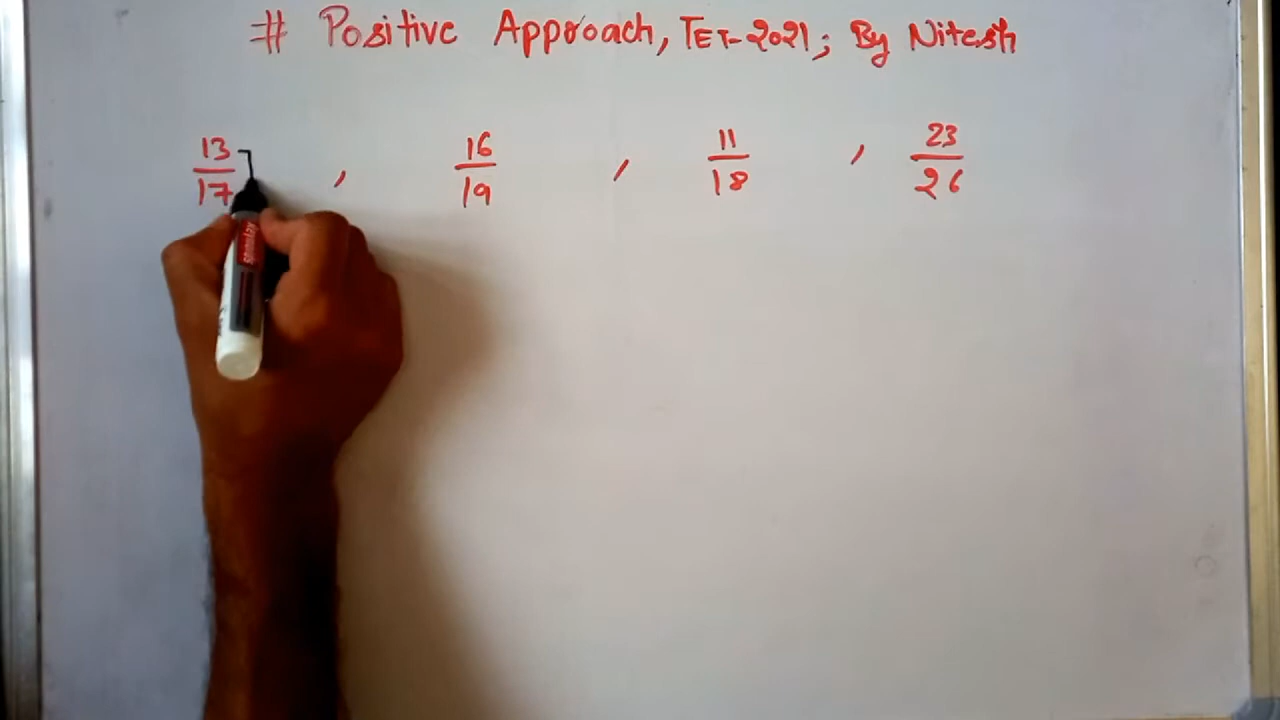 # Positive Approach, TET-2021; By Nitesh
13/17 , 16/19 , 11/18 , 23/26